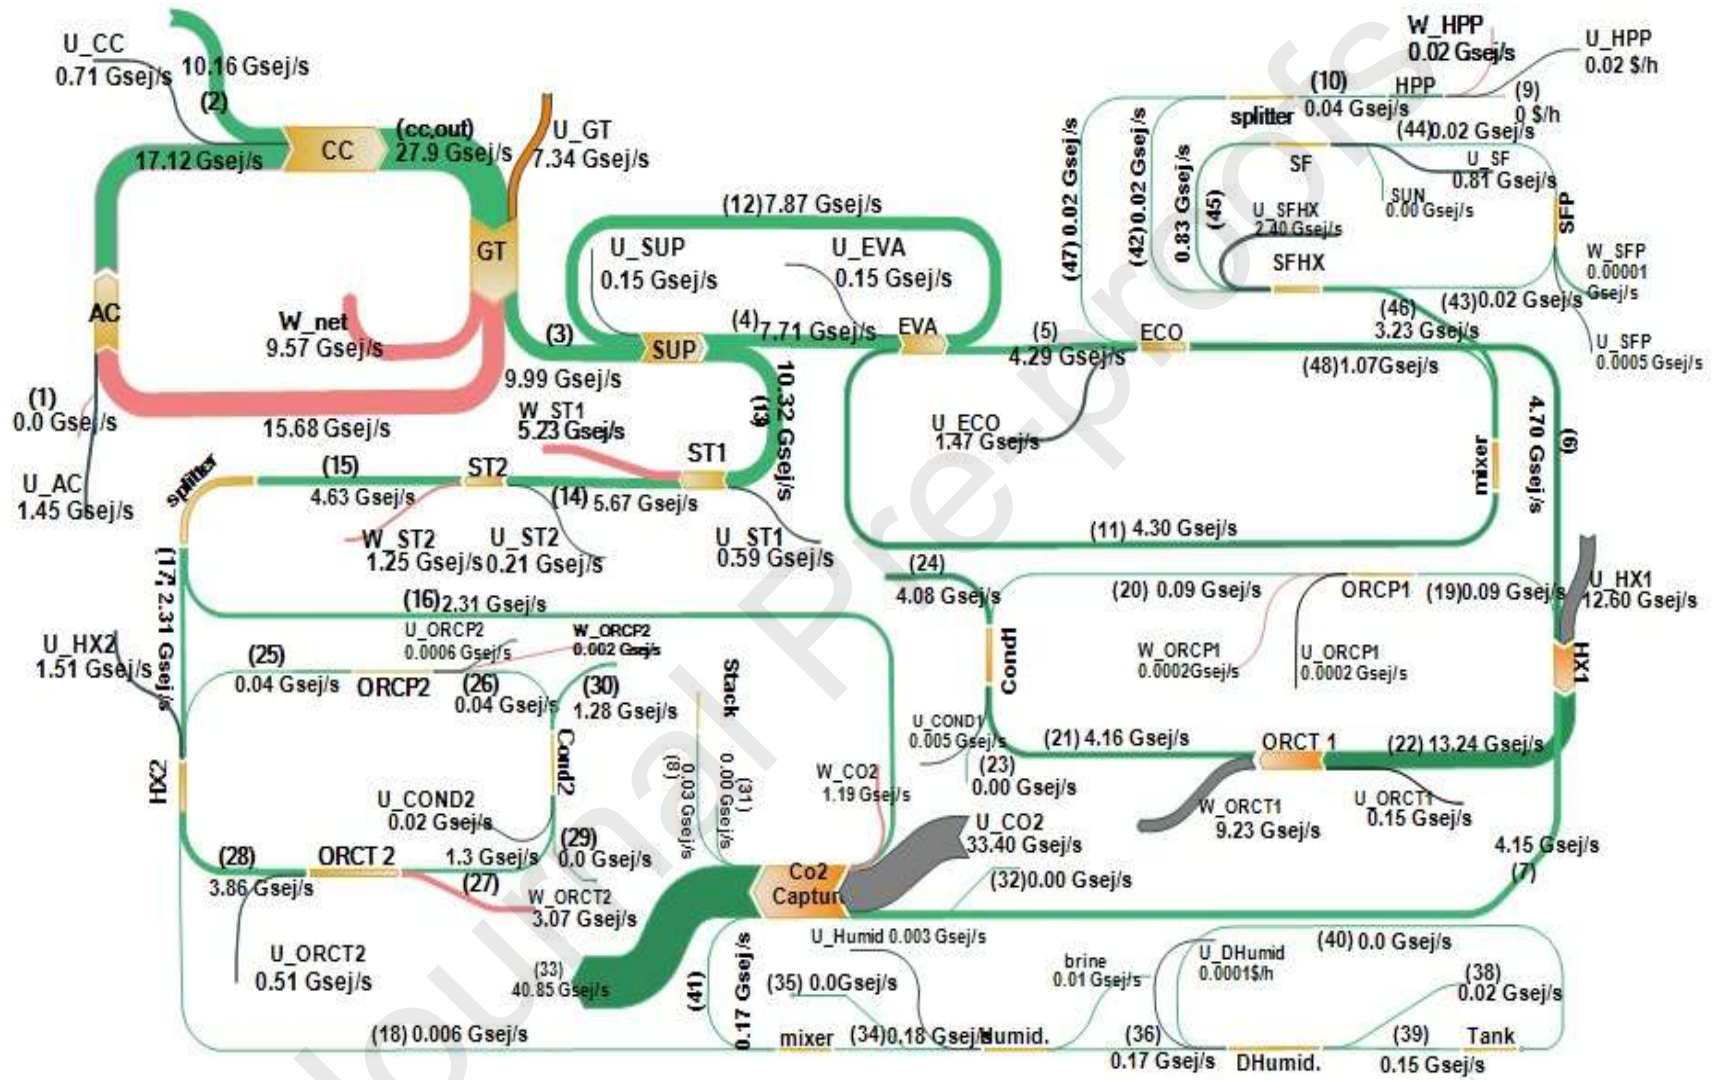 U_CC
0.71 Gsej/s
10.16 Gsej/s
(2)
17.12 Gsej/s
CC
(cc,out)
27.9 Gsej/s
U_GT
7.34 Gsej/s
GT
AC
W_net
9.57 Gsej/s
(1)
0.0 Gsej/s
15.68 Gsej/s
U_AC
1.45 Gsej/s
(3)
9.99 Gsej/s
(12) 7.87 Gsej/s
U_SUP
0.15 Gsej/s
U_EVA
0.15 Gsej/s
SUP
(4) 7.71 Gsej/s
EVA
(5)
4.29 Gsej/s
ECO
U_ECO
1.47 Gsej/s
(13) 10.32 Gsej/s
W_ST1
5.23 Gsej/s
ST1
U_ST1
0.59 Gsej/s
(14) 5.67 Gsej/s
ST2
W_ST2
1.25 Gsej/s
U_ST2
0.21 Gsej/s
(15)
4.63 Gsej/s
splitter
W_HPP
0.02 Gsej/s
U_HPP
0.02 $/h
HPP
(10)
0.04 Gsej/s
(9)
0 $/h
splitter
(44) 0.02 Gsej/s
SF
U_SF
0.81 Gsej/s
SUN
0.00 Gsej/s
(47) 0.02 Gsej/s
(42) 0.02 Gsej/s
(45)
0.83 Gsej/s
U_SFHX
2.40 Gsej/s
SFHX
SFP
W_SFP
0.00001
Gsej/s
U_SFP
0.0005 Gsej/s
(43) 0.02 Gsej/s
(46)
3.23 Gsej/s
(48) 1.07 Gsej/s
mixer
(6)
4.70 Gsej/s
(11) 4.30 Gsej/s
(24)
4.08 Gsej/s
(20) 0.09 Gsej/s
ORCP1
(19) 0.09 Gsej/s
U_HX1
12.60 Gsej/s
HX1
W_ORCP1
0.0002 Gsej/s
U_ORCP1
0.0002 Gsej/s
Cond1
U_COND1
0.005 Gsej/s
(23)
0.00 Gsej/s
(21) 4.16 Gsej/s
ORCT 1
(22) 13.24 Gsej/s
W_ORCT1
9.23 Gsej/s
U_ORCT1
0.15 Gsej/s
4.15 Gsej/s
(7)
(17) 2.31 Gsej/s
(16) 2.31 Gsej/s
U_HX2
1.51 Gsej/s
HX2
(25)
0.04 Gsej/s
ORCP2
U_ORCP2
0.0006 Gsej/s
W_ORCP2
0.002 Gsej/s
(26)
0.04 Gsej/s
(30)
1.28 Gsej/s
Cond2
U_COND2
0.02 Gsej/s
(29)
0.0 Gsej/s
(28)
3.86 Gsej/s
ORCT 2
1.3 Gsej/s
(27)
W_ORCT2
3.07 Gsej/s
U_ORCT2
0.51 Gsej/s
Stack
0.03 Gsej/s
(8)
(31)
0.00 Gsej/s
W_CO2
1.19 Gsej/s
U_CO2
33.40 Gsej/s
Co2
Capture
(32) 0.00 Gsej/s
(33)
40.85 Gsej/s
(41) 0.17 Gsej/s
(18) 0.006 Gsej/s
U_Humid 0.003 Gsej/s
(35) 0.0 Gsej/s
mixer
(34) 0.18 Gsej/s
Humid.
brine
0.01 Gsej/s
U_DHumid
0.0001$/h
(40) 0.0 Gsej/s
(38)
0.02 Gsej/s
(36)
0.17 Gsej/s
DHumid.
(39)
0.15 Gsej/s
Tank
Journal Pre-proofs